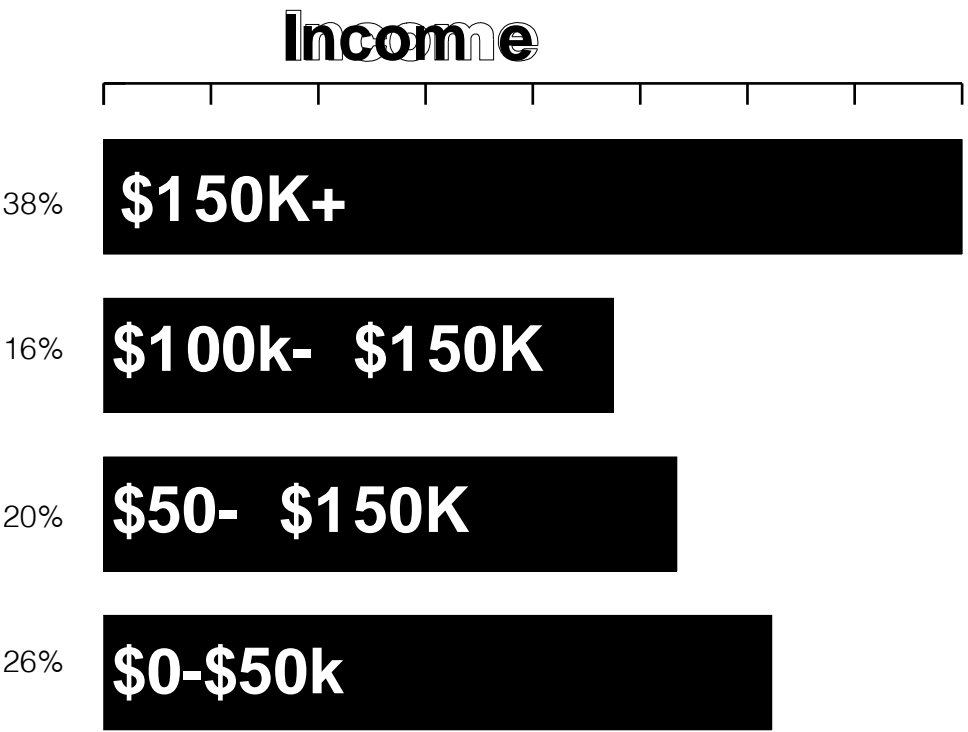 Income
38% $150K+
16% $100k- $150K
20% $50- $150K
26% $0-$50k